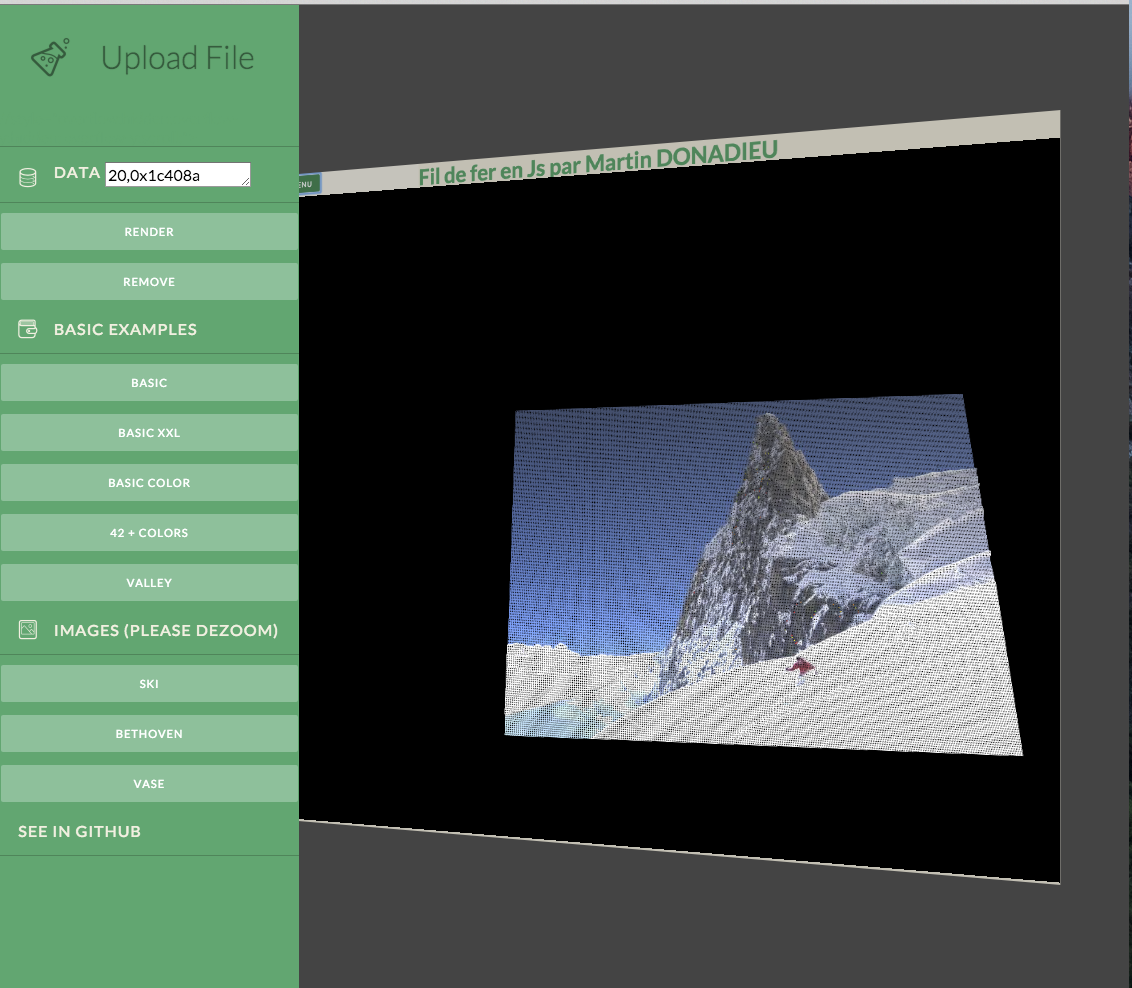 Upload File
DATA 20,0x1c408a
RENDER
REMOVE
BASIC EXAMPLES
BASIC
BASIC XXL
BASIC COLOR
42 + COLORS
VALLEY
IMAGES (PLEASE DEZOOM)
SKI
BETHOVEN
VASE
SEE IN GITHUB
ENU
Fil de fer en Js par Martin DONADIEU